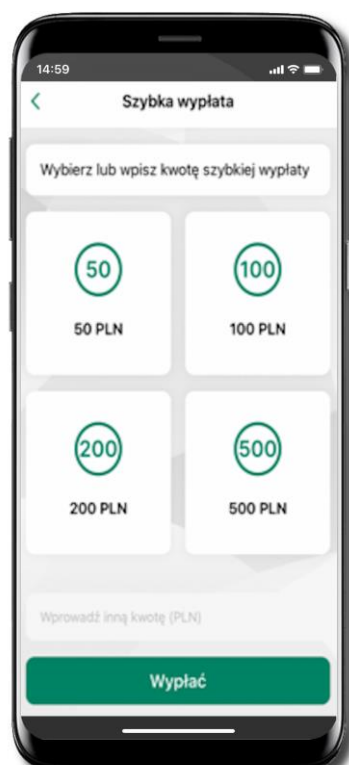 14:59
Szybka wypłata
Wybierz lub wpisz kwotę szybkiej wypłaty
50
100
50 PLN
100 PLN
200
500
200 PLN
500 PLN
Wprowadź inną kwotę (PLN)
Wypłać